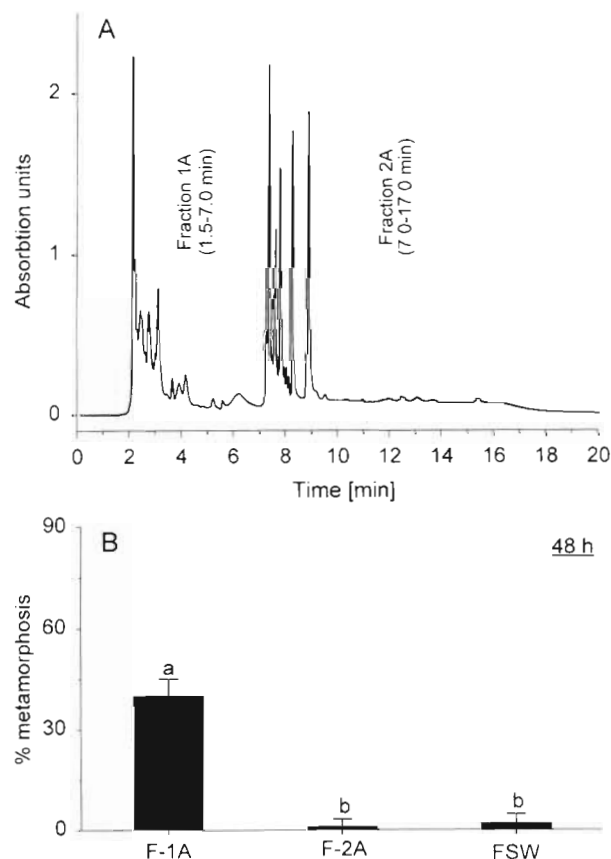 A
Absorbtion units
2
1
0
Fraction 1A
(1.5-7.0 min)
Fraction 2A
(7 0-17 0 min)
0 2 4 6 8 10 12 14 16 18 20
Time [min]
B
48 h
% metamorphosis
90
60
30
0
a
b
b
F-1A F-2A FSW